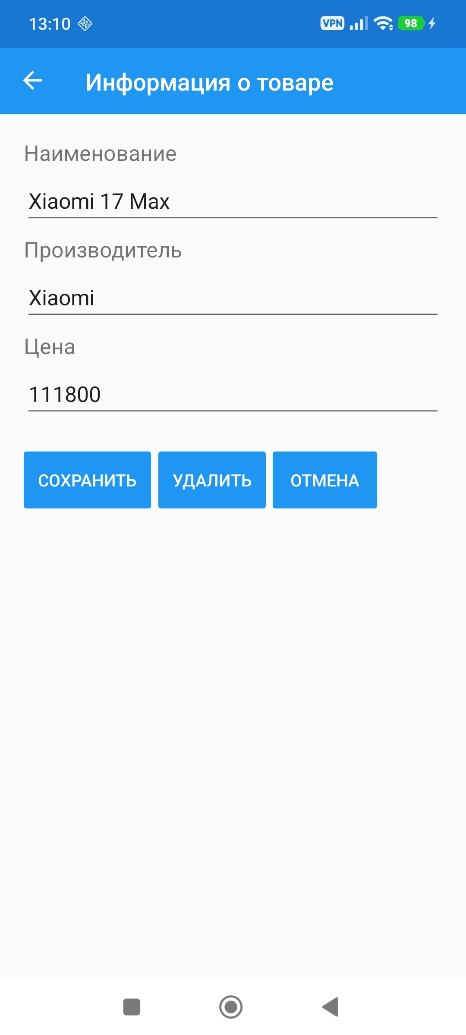 13:10 VPN 98
Информация о товаре
Наименование
Xiaomi 17 Max
Производитель
Xiaomi
Цена
111800
СОХРАНИТЬ УДАЛИТЬ ОТМЕНА